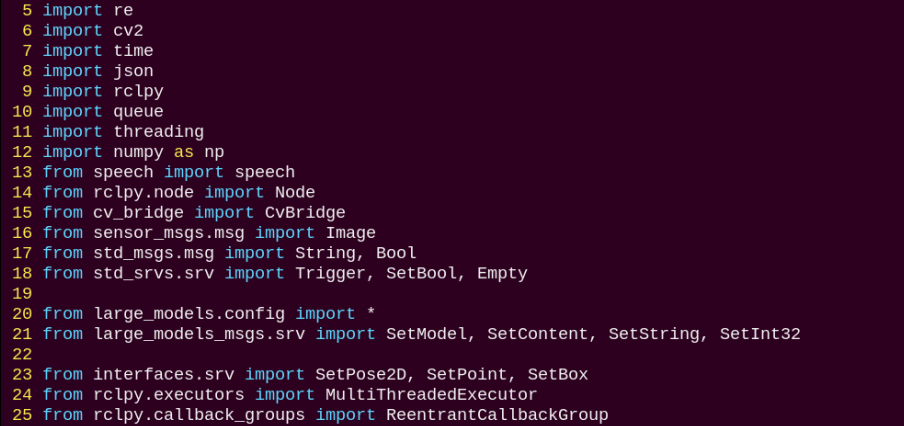 5 import re
6 import cv2
7 import time
8 import json
9 import rclpy
10 import queue
11 import threading
12 import numpy as np
13 from speech import speech
14 from rclpy.node import Node
15 from cv_bridge import CvBridge
16 from sensor_msgs.msg import Image
17 from std_msgs.msg import String, Bool
18 from std_srvs.srv import Trigger, SetBool, Empty
19
20 from large_models.config import *
21 from large_models_msgs.srv import SetModel, SetContent, SetString, SetInt32
22
23 from interfaces.srv import SetPose2D, SetPoint, SetBox
24 from rclpy.executors import MultiThreadedExecutor
25 from rclpy.callback_groups import ReentrantCallbackGroup